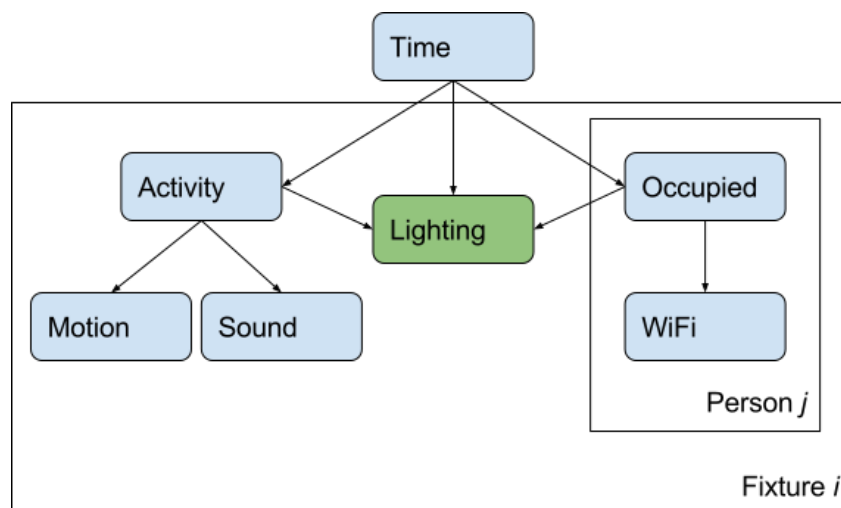 Time
Activity
Lighting
Occupied
Motion
Sound
WiFi
Person j
Fixture i